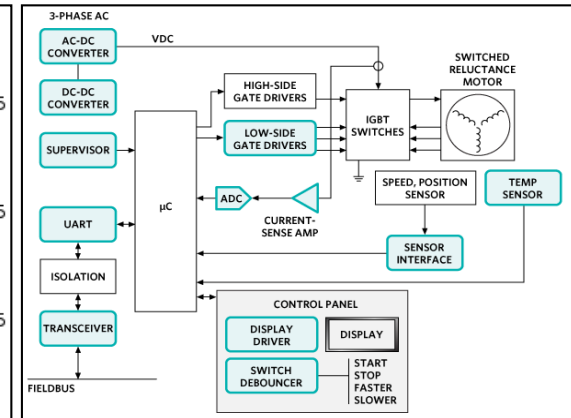 3-PHASE AC
AC-DC
CONVERTER
VDC
DC-DC
CONVERTER
HIGH-SIDE
GATE DRIVERS
LOW-SIDE
GATE DRIVERS
IGBT
SWITCHES
SWITCHED
RELUCTANCE
MOTOR
SUPERVISOR
µC
ADC
CURRENT-
SENSE AMP
SPEED, POSITION
SENSOR
TEMP
SENSOR
UART
SENSOR
INTERFACE
ISOLATION
TRANSCEIVER
FIELDBUS
CONTROL PANEL
DISPLAY
DRIVER
DISPLAY
SWITCH
DEBOUNCER
START
STOP
FASTER
SLOWER